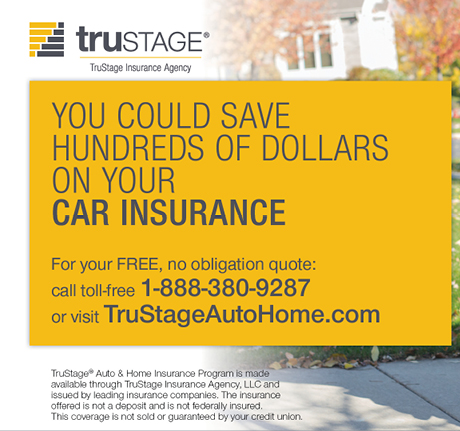 truSTAGE®
TruStage Insurance Agency
YOU COULD SAVE
HUNDREDS OF DOLLARS
ON YOUR
CAR INSURANCE
For your FREE, no obligation quote:
call toll-free 1-888-380-9287
or visit TruStageAutoHome.com
TruStage® Auto & Home Insurance Program is made
available through TruStage Insurance Agency, LLC and
issued by leading insurance companies. The insurance
offered is not a deposit and is not federally insured.
This coverage is not sold or guaranteed by your credit union.